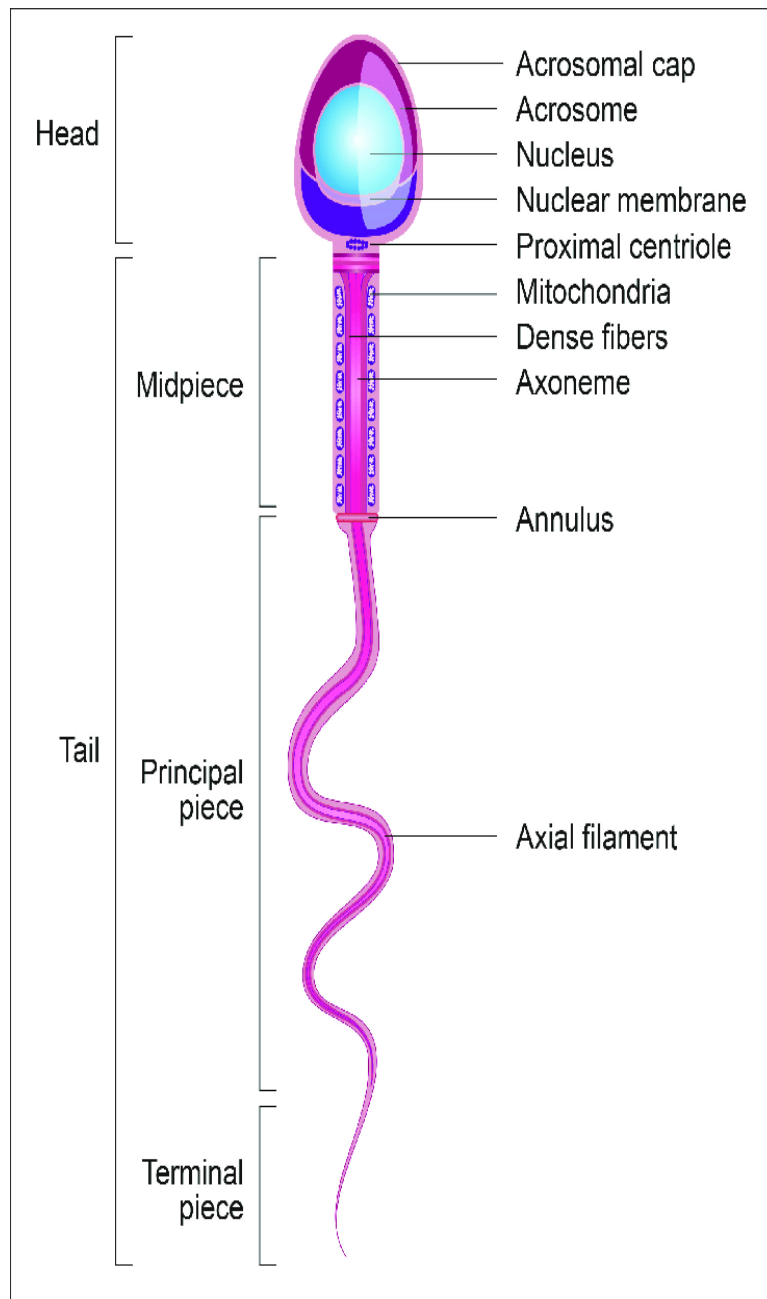 Head
Acrosomal cap
Acrosome
Nucleus
Nuclear membrane
Proximal centriole
Mitochondria
Dense fibers
Axoneme
Midpiece
Annulus
Tail
Principal
piece
Axial filament
Terminal
piece